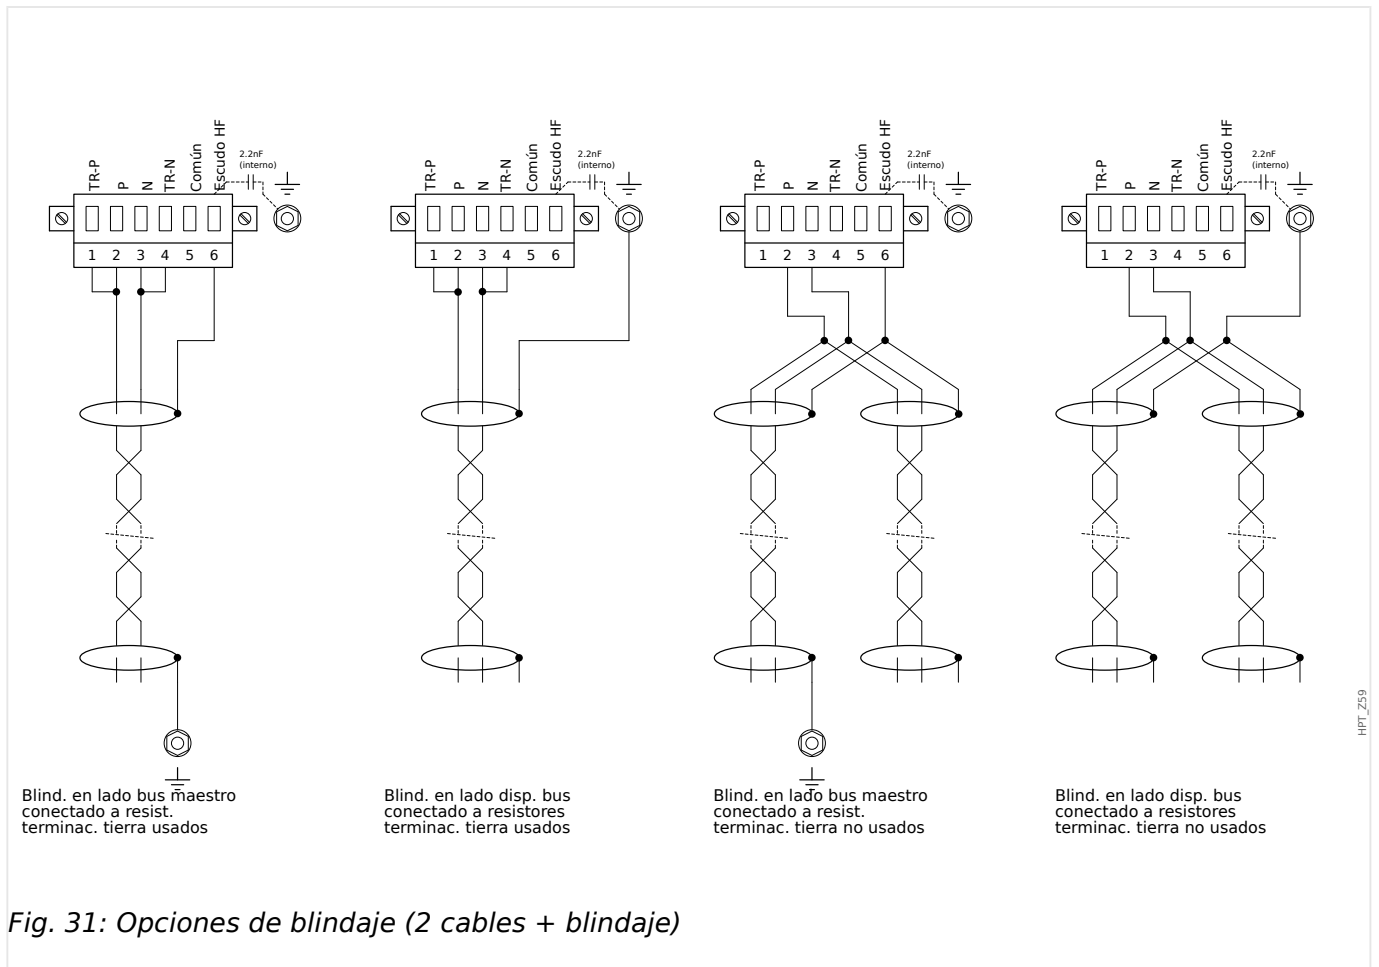 TR-P
P
N
TR-N
Común
Escudo HF
2.2nF
(interno)
1 2 3 4 5 6
TR-P
P
N
TR-N
Común
Escudo HF
2.2nF
(interno)
1 2 3 4 5 6
TR-P
P
N
TR-N
Común
Escudo HF
2.2nF
(interno)
1 2 3 4 5 6
TR-P
P
N
TR-N
Común
Escudo HF
2.2nF
(interno)
1 2 3 4 5 6
HPT_Z59
Blind. en lado bus maestro
conectado a resist.
terminac. tierra usados
Blind. en lado disp. bus
conectado a resistores
terminac. tierra usados
Blind. en lado bus maestro
conectado a resist.
terminac. tierra no usados
Blind. en lado disp. bus
conectado a resistores
terminac. tierra no usados
Fig. 31: Opciones de blindaje (2 cables + blindaje)